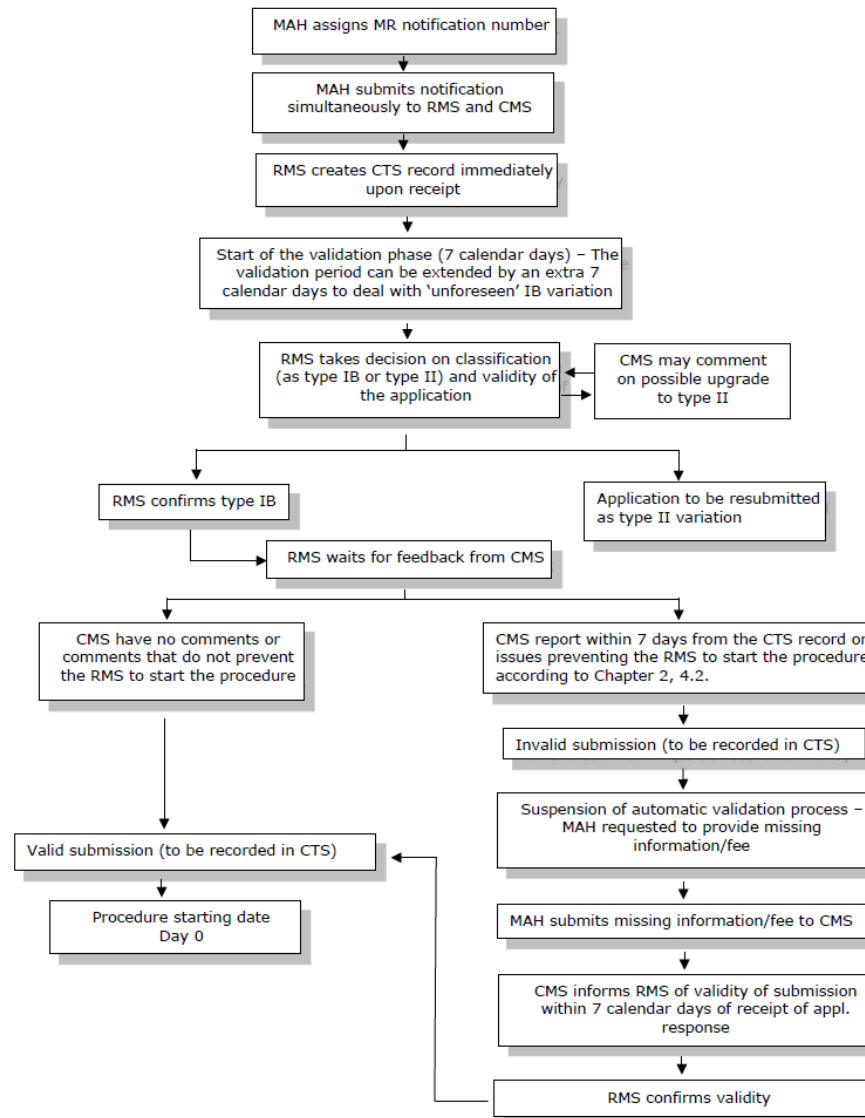 MAH assigns MR notification number
MAH submits notification
simultaneously to RMS and CMS
RMS creates CTS record immediately
upon receipt
Start of the validation phase (7 calendar days) – The
validation period can be extended by an extra 7
calendar days to deal with ‘unforeseen’ IB variation
RMS takes decision on classification
(as type IB or type II) and validity of
the application
CMS may comment
on possible upgrade
to type II
RMS confirms type IB
Application to be resubmitted
as type II variation
RMS waits for feedback from CMS
CMS have no comments or
comments that do not prevent
the RMS to start the procedure
CMS report within 7 days from the CTS record on
issues preventing the RMS to start the procedure
according to Chapter 2, 4.2.
Invalid submission (to be recorded in CTS)
Suspension of automatic validation process –
MAH requested to provide missing
information/fee
Valid submission (to be recorded in CTS)
Procedure starting date
Day 0
MAH submits missing information/fee to CMS
CMS informs RMS of validity of submission
within 7 calendar days of receipt of appl.
response
RMS confirms validity